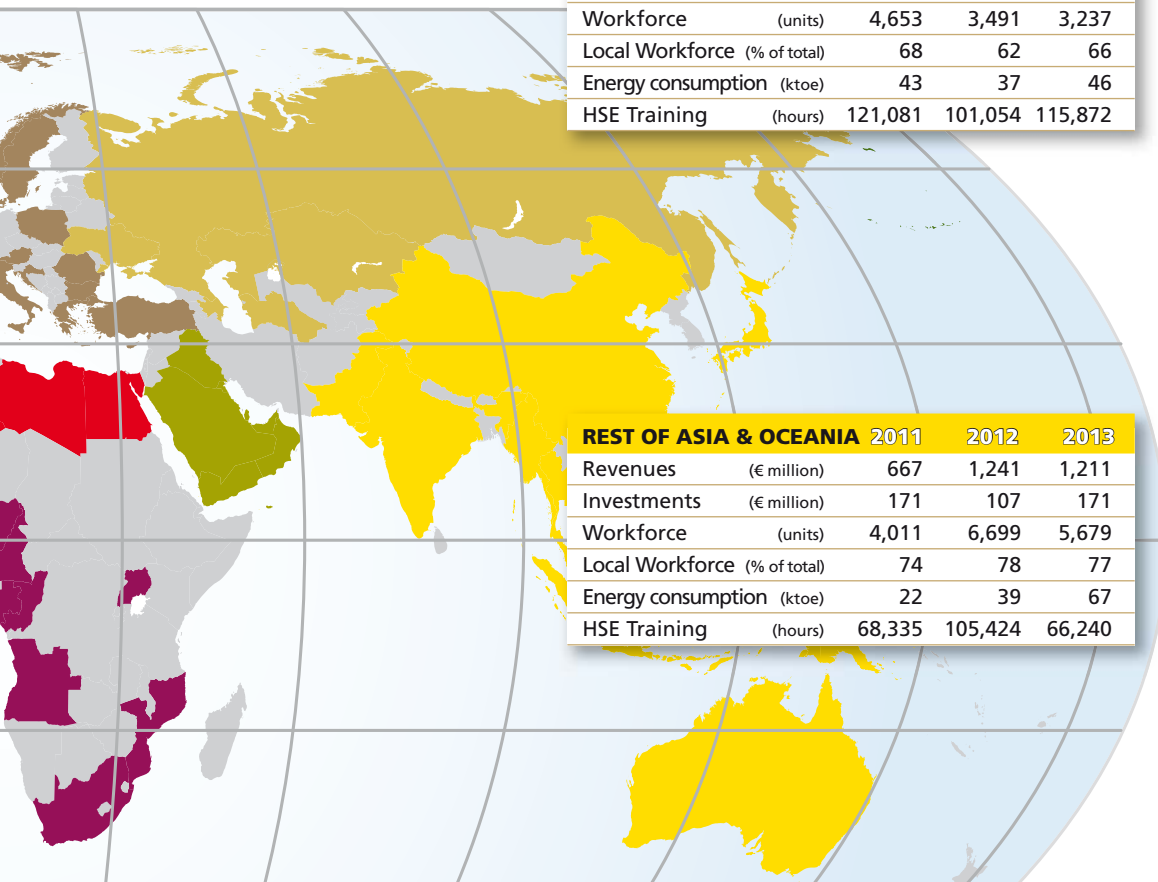 Workforce (units) 4,653 3,491 3,237
Local Workforce (% of total) 68 62 66
Energy consumption (ktoe) 43 37 46
HSE Training (hours) 121,081 101,054 115,872
REST OF ASIA & OCEANIA 2011 2012 2013
Revenues (€ million) 667 1,241 1,211
Investments (€ million) 171 107 171
Workforce (units) 4,011 6,699 5,679
Local Workforce (% of total) 74 78 77
Energy consumption (ktoe) 22 39 67
HSE Training (hours) 68,335 105,424 66,240